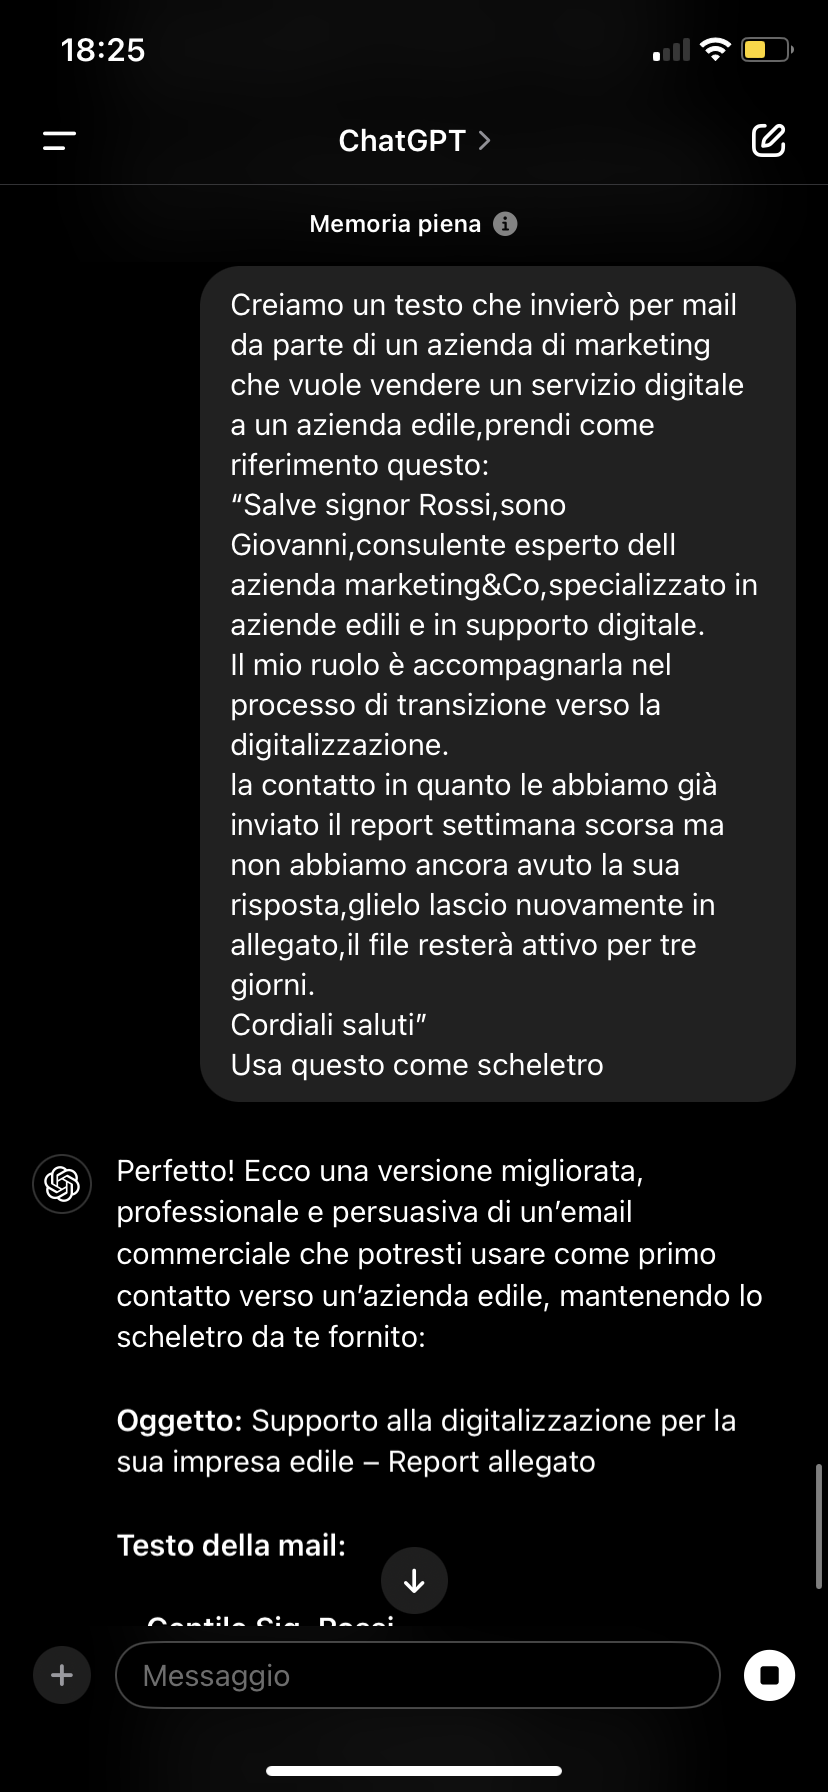 18:25
ChatGPT
Memoria piena
Creiamo un testo che invierò per mail
da parte di un azienda di marketing
che vuole vendere un servizio digitale
a un azienda edile,prendi come
riferimento questo:
“Salve signor Rossi,sono
Giovanni,consulente esperto dell
azienda marketing&Co,specializzato in
aziende edili e in supporto digitale.
Il mio ruolo è accompagnarla nel
processo di transizione verso la
digitalizzazione.
la contatto in quanto le abbiamo già
inviato il report settimana scorsa ma
non abbiamo ancora avuto la sua
risposta,glielo lascio nuovamente in
allegato,il file resterà attivo per tre
giorni.
Cordiali saluti”
Usa questo come scheletro
Perfetto! Ecco una versione migliorata,
professionale e persuasiva di un’email
commerciale che potresti usare come primo
contatto verso un’azienda edile, mantenendo lo
scheletro da te fornito:
Oggetto: Supporto alla digitalizzazione per la
sua impresa edile – Report allegato
Testo della mail:
Gentile Sig. Rossi
Messaggio